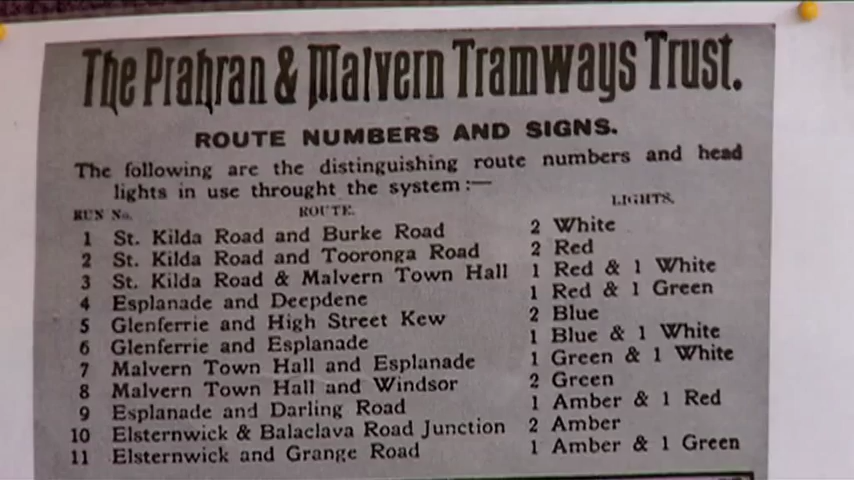 The Prahran & Malvern Tramways Trust.
ROUTE NUMBERS AND SIGNS.
The following are the distinguishing route numbers and head
lights in use throught the system:—
RUN No. ROUTE. LIGHTS.
1 St. Kilda Road and Burke Road 2 White
2 St. Kilda Road and Tooronga Road 2 Red
3 St. Kilda Road & Malvern Town Hall 1 Red & 1 White
4 Esplanade and Deepdene 1 Red & 1 Green
5 Glenferrie and High Street Kew 2 Blue
6 Glenferrie and Esplanade 1 Blue & 1 White
7 Malvern Town Hall and Esplanade 1 Green & 1 White
8 Malvern Town Hall and Windsor 2 Green
9 Esplanade and Darling Road 1 Amber & 1 Red
10 Elsternwick & Balaclava Road Junction 2 Amber
11 Elsternwick and Grange Road 1 Amber & 1 Green